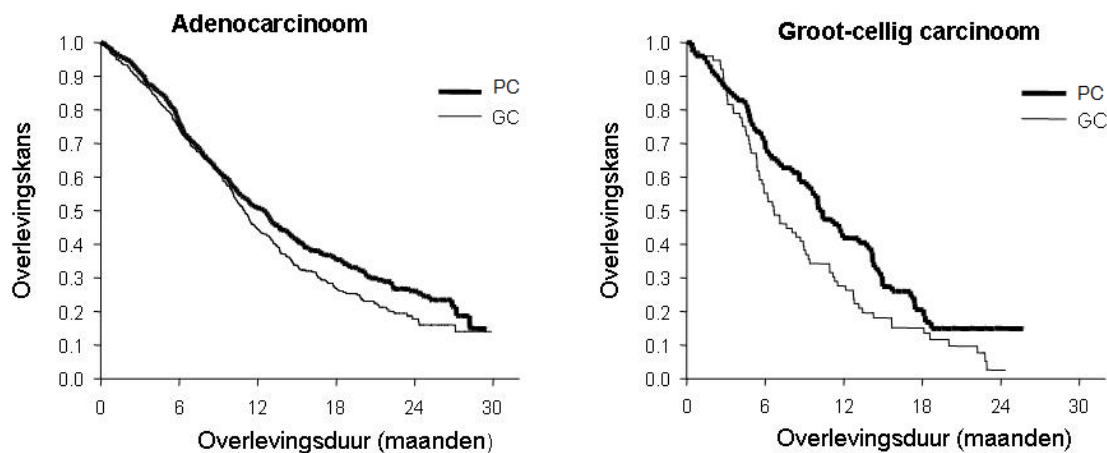 Adenocarcinoom
1.0
0.9
0.8
0.7
0.6
0.5
0.4
0.3
0.2
0.1
0.0
Overlevingskans
PC
GC
0 6 12 18 24 30
Overlevingsduur (maanden)
Groot-cellig carcinoom
1.0
0.9
0.8
0.7
0.6
0.5
0.4
0.3
0.2
0.1
0.0
Overlevingskans
PC
GC
0 6 12 18 24 30
Overlevingsduur (maanden)